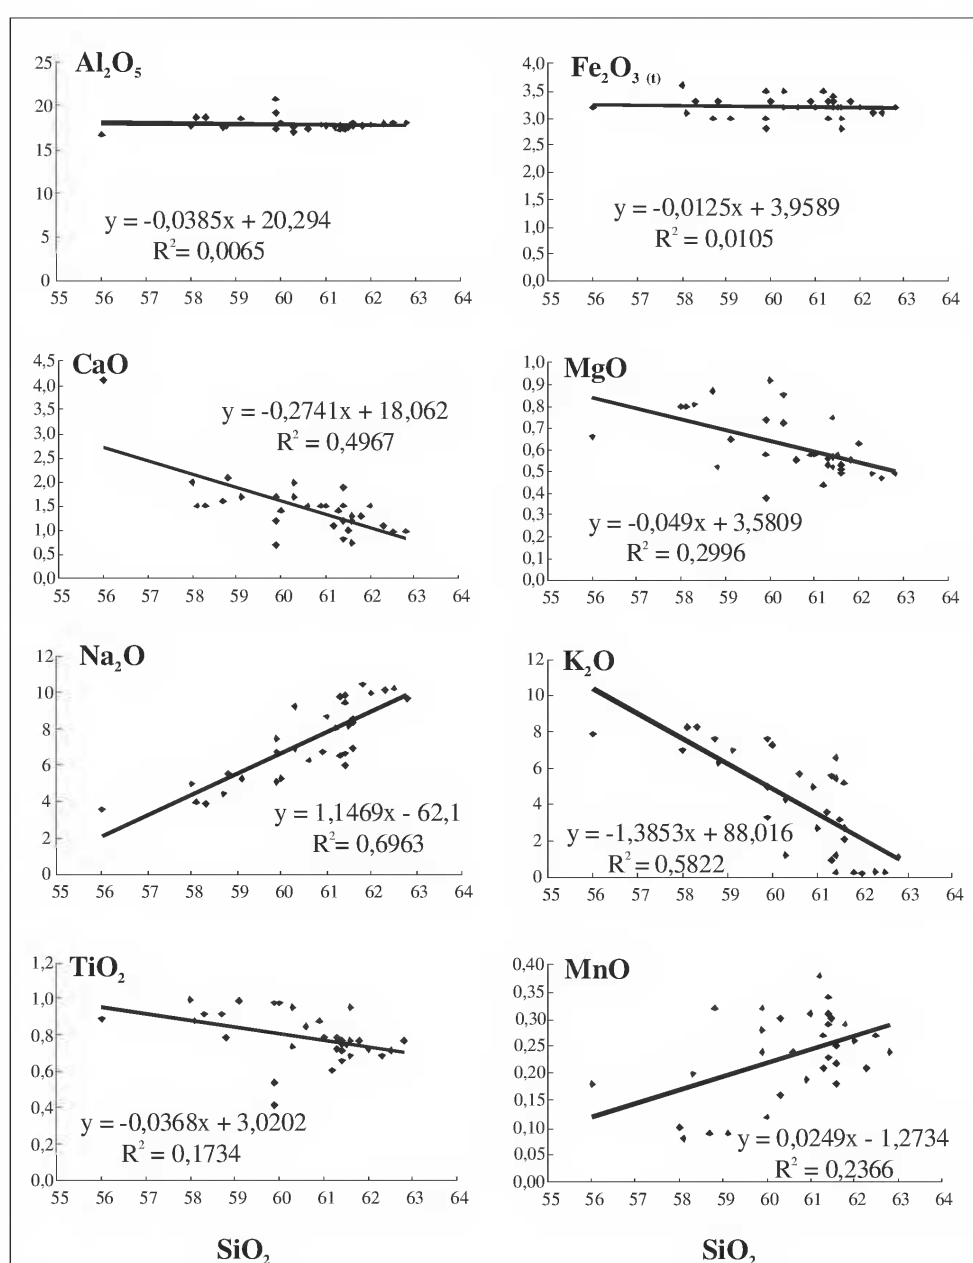 Al₂O₅
25
20
15
10
5
0
y = -0,0385x + 20,294
R² = 0,0065
55 56 57 58 59 60 61 62 63 64
Fe₂O₃ (t)
4,0
3,5
3,0
2,5
2,0
1,5
1,0
0,5
0,0
y = -0,0125x + 3,9589
R² = 0,0105
55 56 57 58 59 60 61 62 63 64
CaO
4,5
4,0
3,5
3,0
2,5
2,0
1,5
1,0
0,5
0,0
y = -0,2741x + 18,062
R² = 0,4967
55 56 57 58 59 60 61 62 63 64
MgO
1,0
0,9
0,8
0,7
0,6
0,5
0,4
0,3
0,2
0,1
0,0
y = -0,049x + 3,5809
R² = 0,2996
55 56 57 58 59 60 61 62 63 64
Na₂O
12
10
8
6
4
2
0
y = 1,1469x - 62,1
R² = 0,6963
55 56 57 58 59 60 61 62 63 64
K₂O
12
10
8
6
4
2
0
y = -1,3853x + 88,016
R² = 0,5822
55 56 57 58 59 60 61 62 63 64
TiO₂
1,2
1,0
0,8
0,6
0,4
0,2
0,0
y = -0,0368x + 3,0202
R² = 0,1734
55 56 57 58 59 60 61 62 63 64
MnO
0,40
0,35
0,30
0,25
0,20
0,15
0,10
0,05
0,00
y = 0,0249x - 1,2734
R² = 0,2366
55 56 57 58 59 60 61 62 63 64
SiO₂
SiO₂